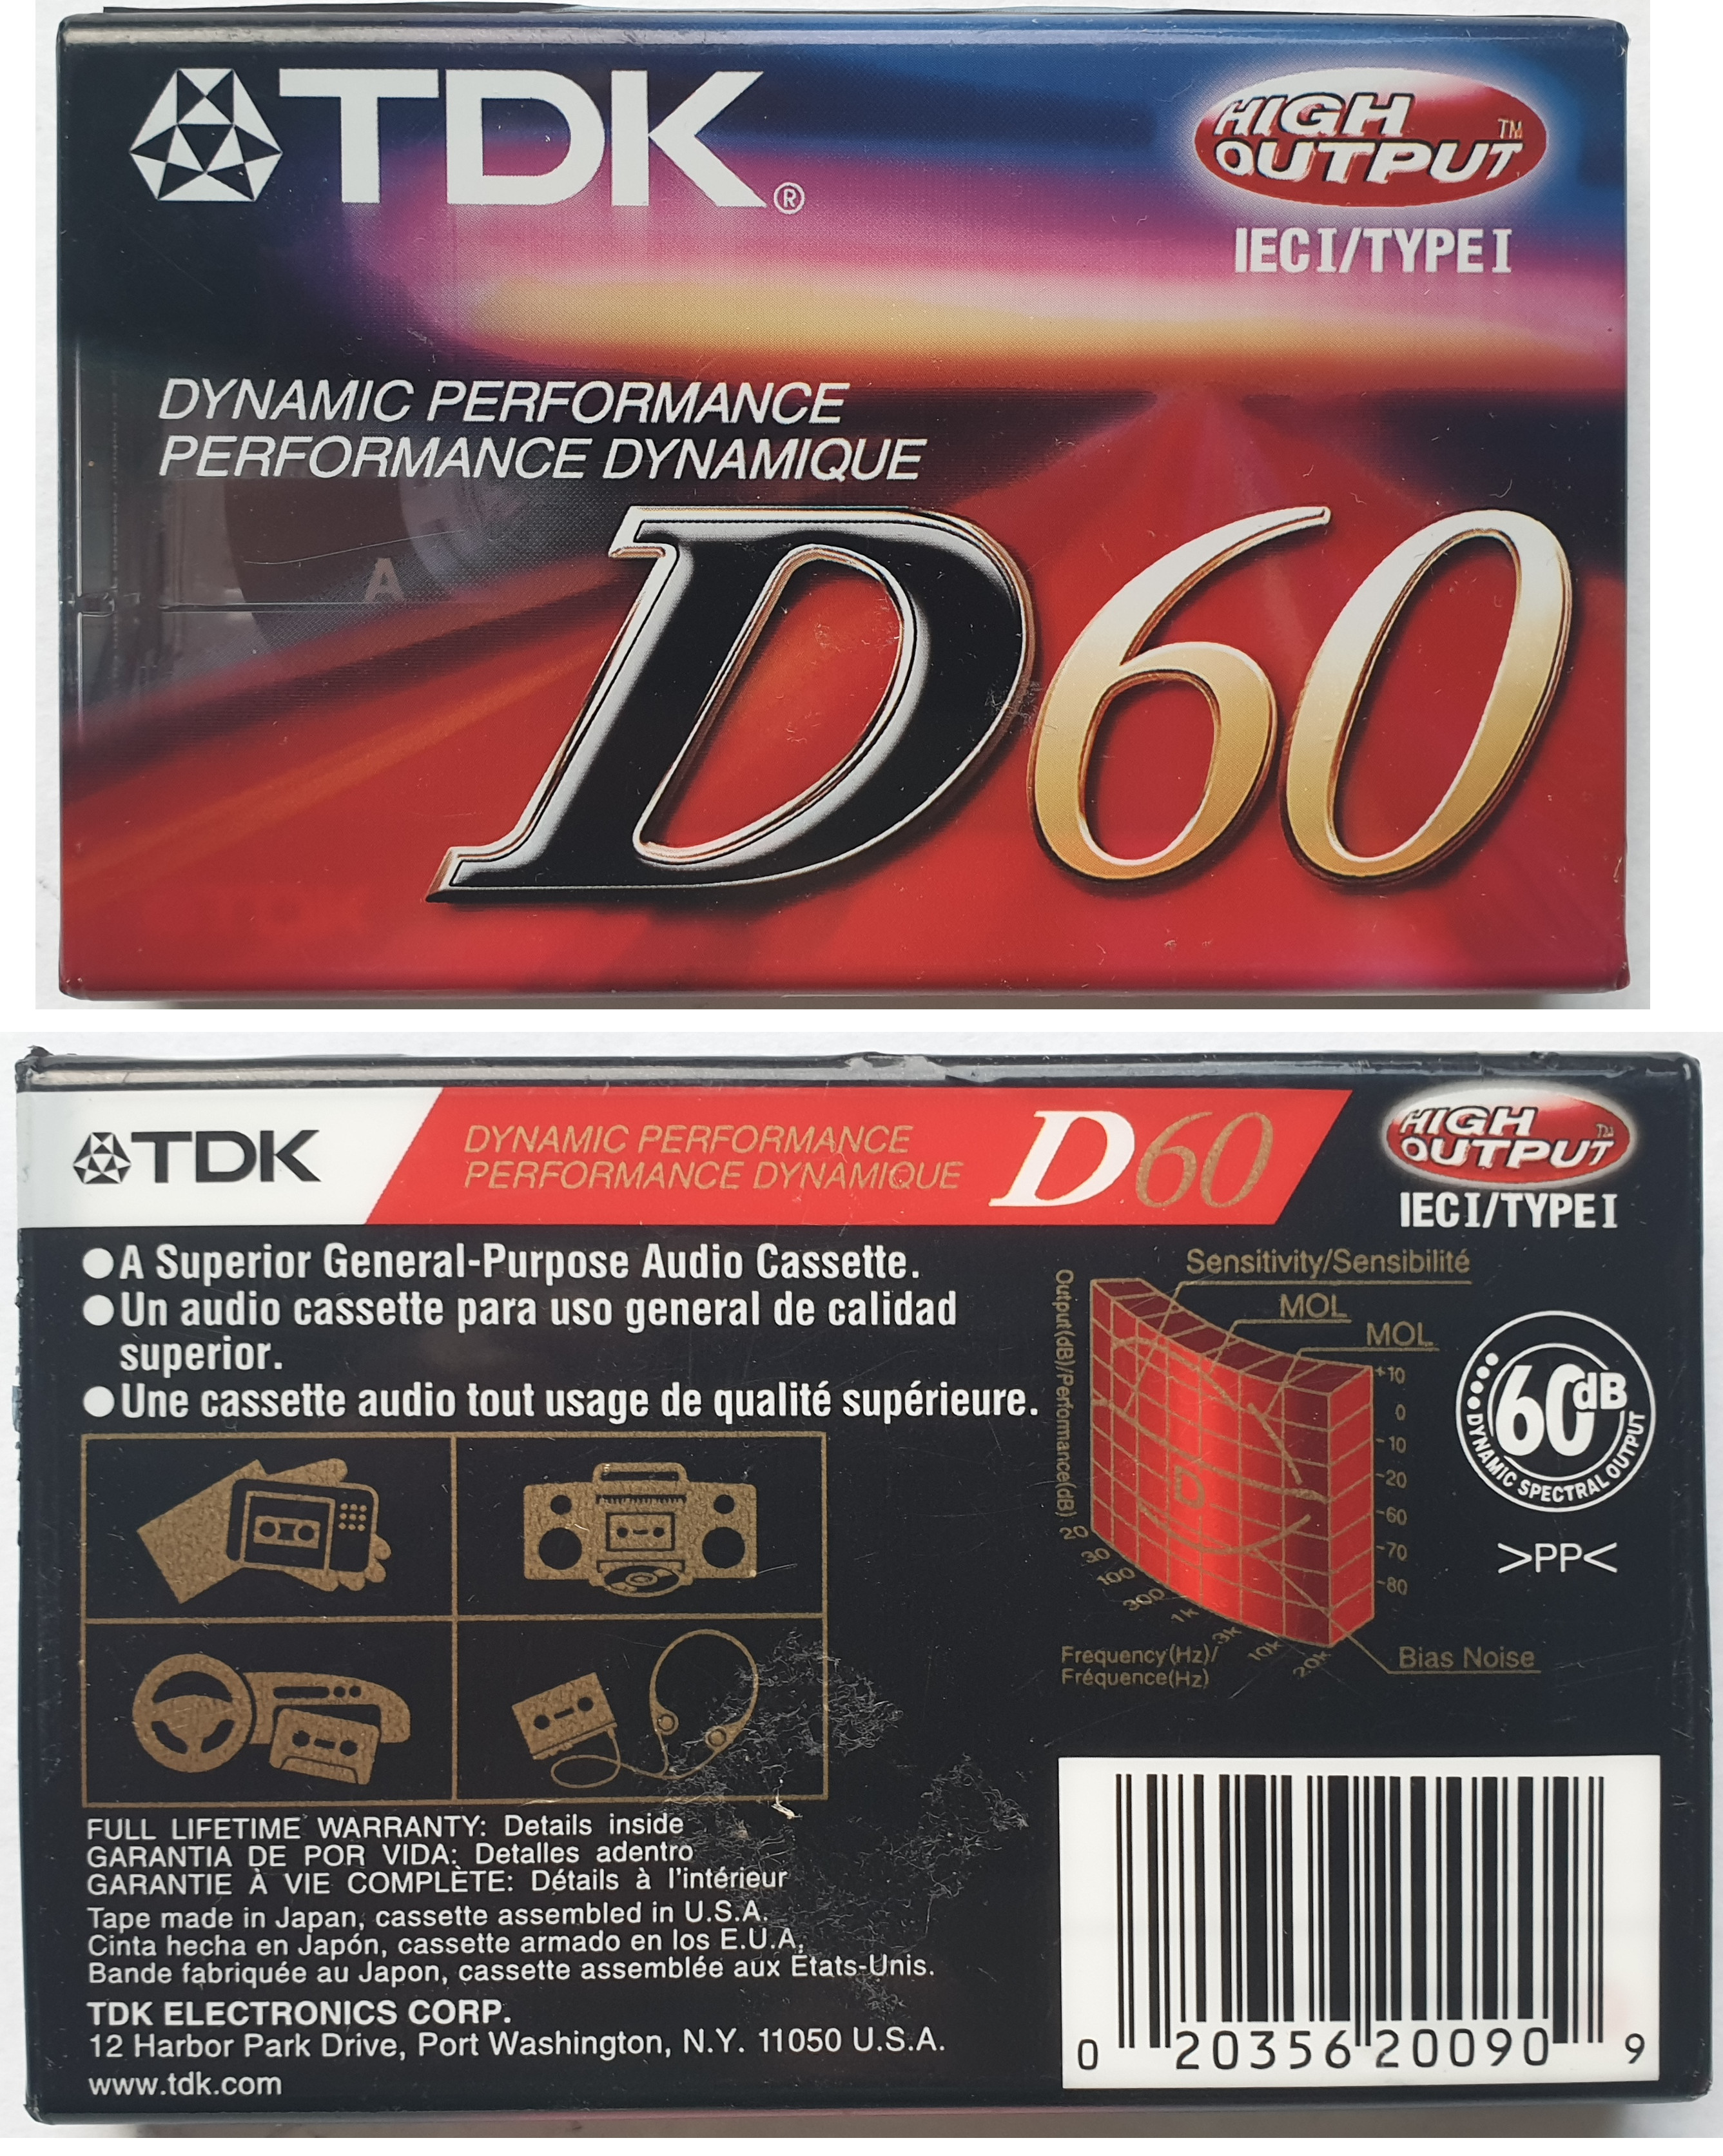 TDK®
HIGH
OUTPUT™
IEC I/TYPE I
DYNAMIC PERFORMANCE
PERFORMANCE DYNAMIQUE
A
D60
TDK
DYNAMIC PERFORMANCE
PERFORMANCE DYNAMIQUE
D60
HIGH
OUTPUT™
IEC I/TYPE I
●A Superior General-Purpose Audio Cassette.
●Un audio cassette para uso general de calidad
superior.
●Une cassette audio tout usage de qualité supérieure.
Sensitivity/Sensibilité
MOL
MOL
Output(dB)/Performance(dB)
+10
0
-10
-20
-60
-70
-80
D
20
30
100
300
1k
3k
10k
20k
Frequency(Hz)/
Fréquence(Hz)
Bias Noise
60dB
DYNAMIC SPECTRAL OUTPUT
>PP<
FULL LIFETIME WARRANTY: Details inside
GARANTIA DE POR VIDA: Detalles adentro
GARANTIE À VIE COMPLÈTE: Détails à l'intérieur
Tape made in Japan, cassette assembled in U.S.A.
Cinta hecha en Japón, cassette armado en los E.U.A.
Bande fabriquée au Japon, cassette assemblée aux États-Unis.
TDK ELECTRONICS CORP.
12 Harbor Park Drive, Port Washington, N.Y. 11050 U.S.A.
www.tdk.com
0 20356 20090 9